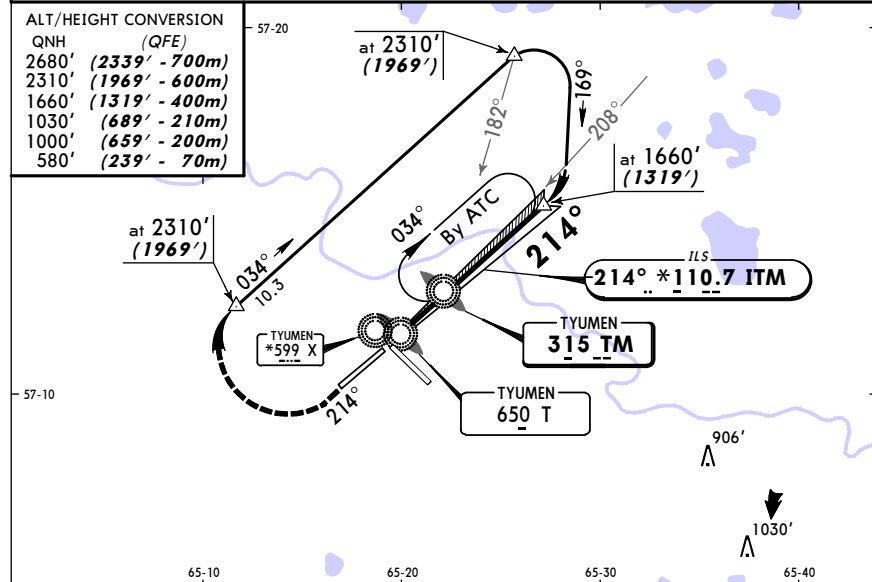 ALT/HEIGHT CONVERSION
QNH (QFE)
2680' (2339' - 700m)
2310' (1969' - 600m)
1660' (1319' - 400m)
1030' (689' - 210m)
1000' (659' - 200m)
580' (239' - 70m)
57-20
at 2310'
(1969')
169°
182°
208°
at 1660'
(1319')
034°
By ATC
214°
at 2310'
(1969')
034°
10.3
ILS
214° *110.7 ITM
TYUMEN
*599 X
TYUMEN
315 TM
57-10
214°
TYUMEN
650 T
906'
1030'
65-10
65-20
65-30
65-40